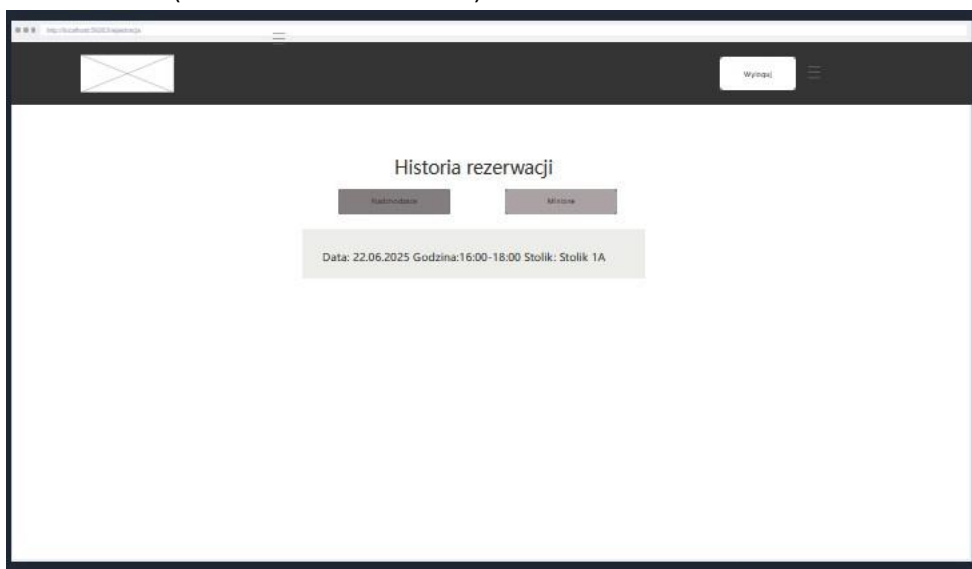 Wyloguj
Historia rezerwacji
Nadchodzące
Minione
Data: 22.06.2025 Godzina:16:00-18:00 Stolik: Stolik 1A